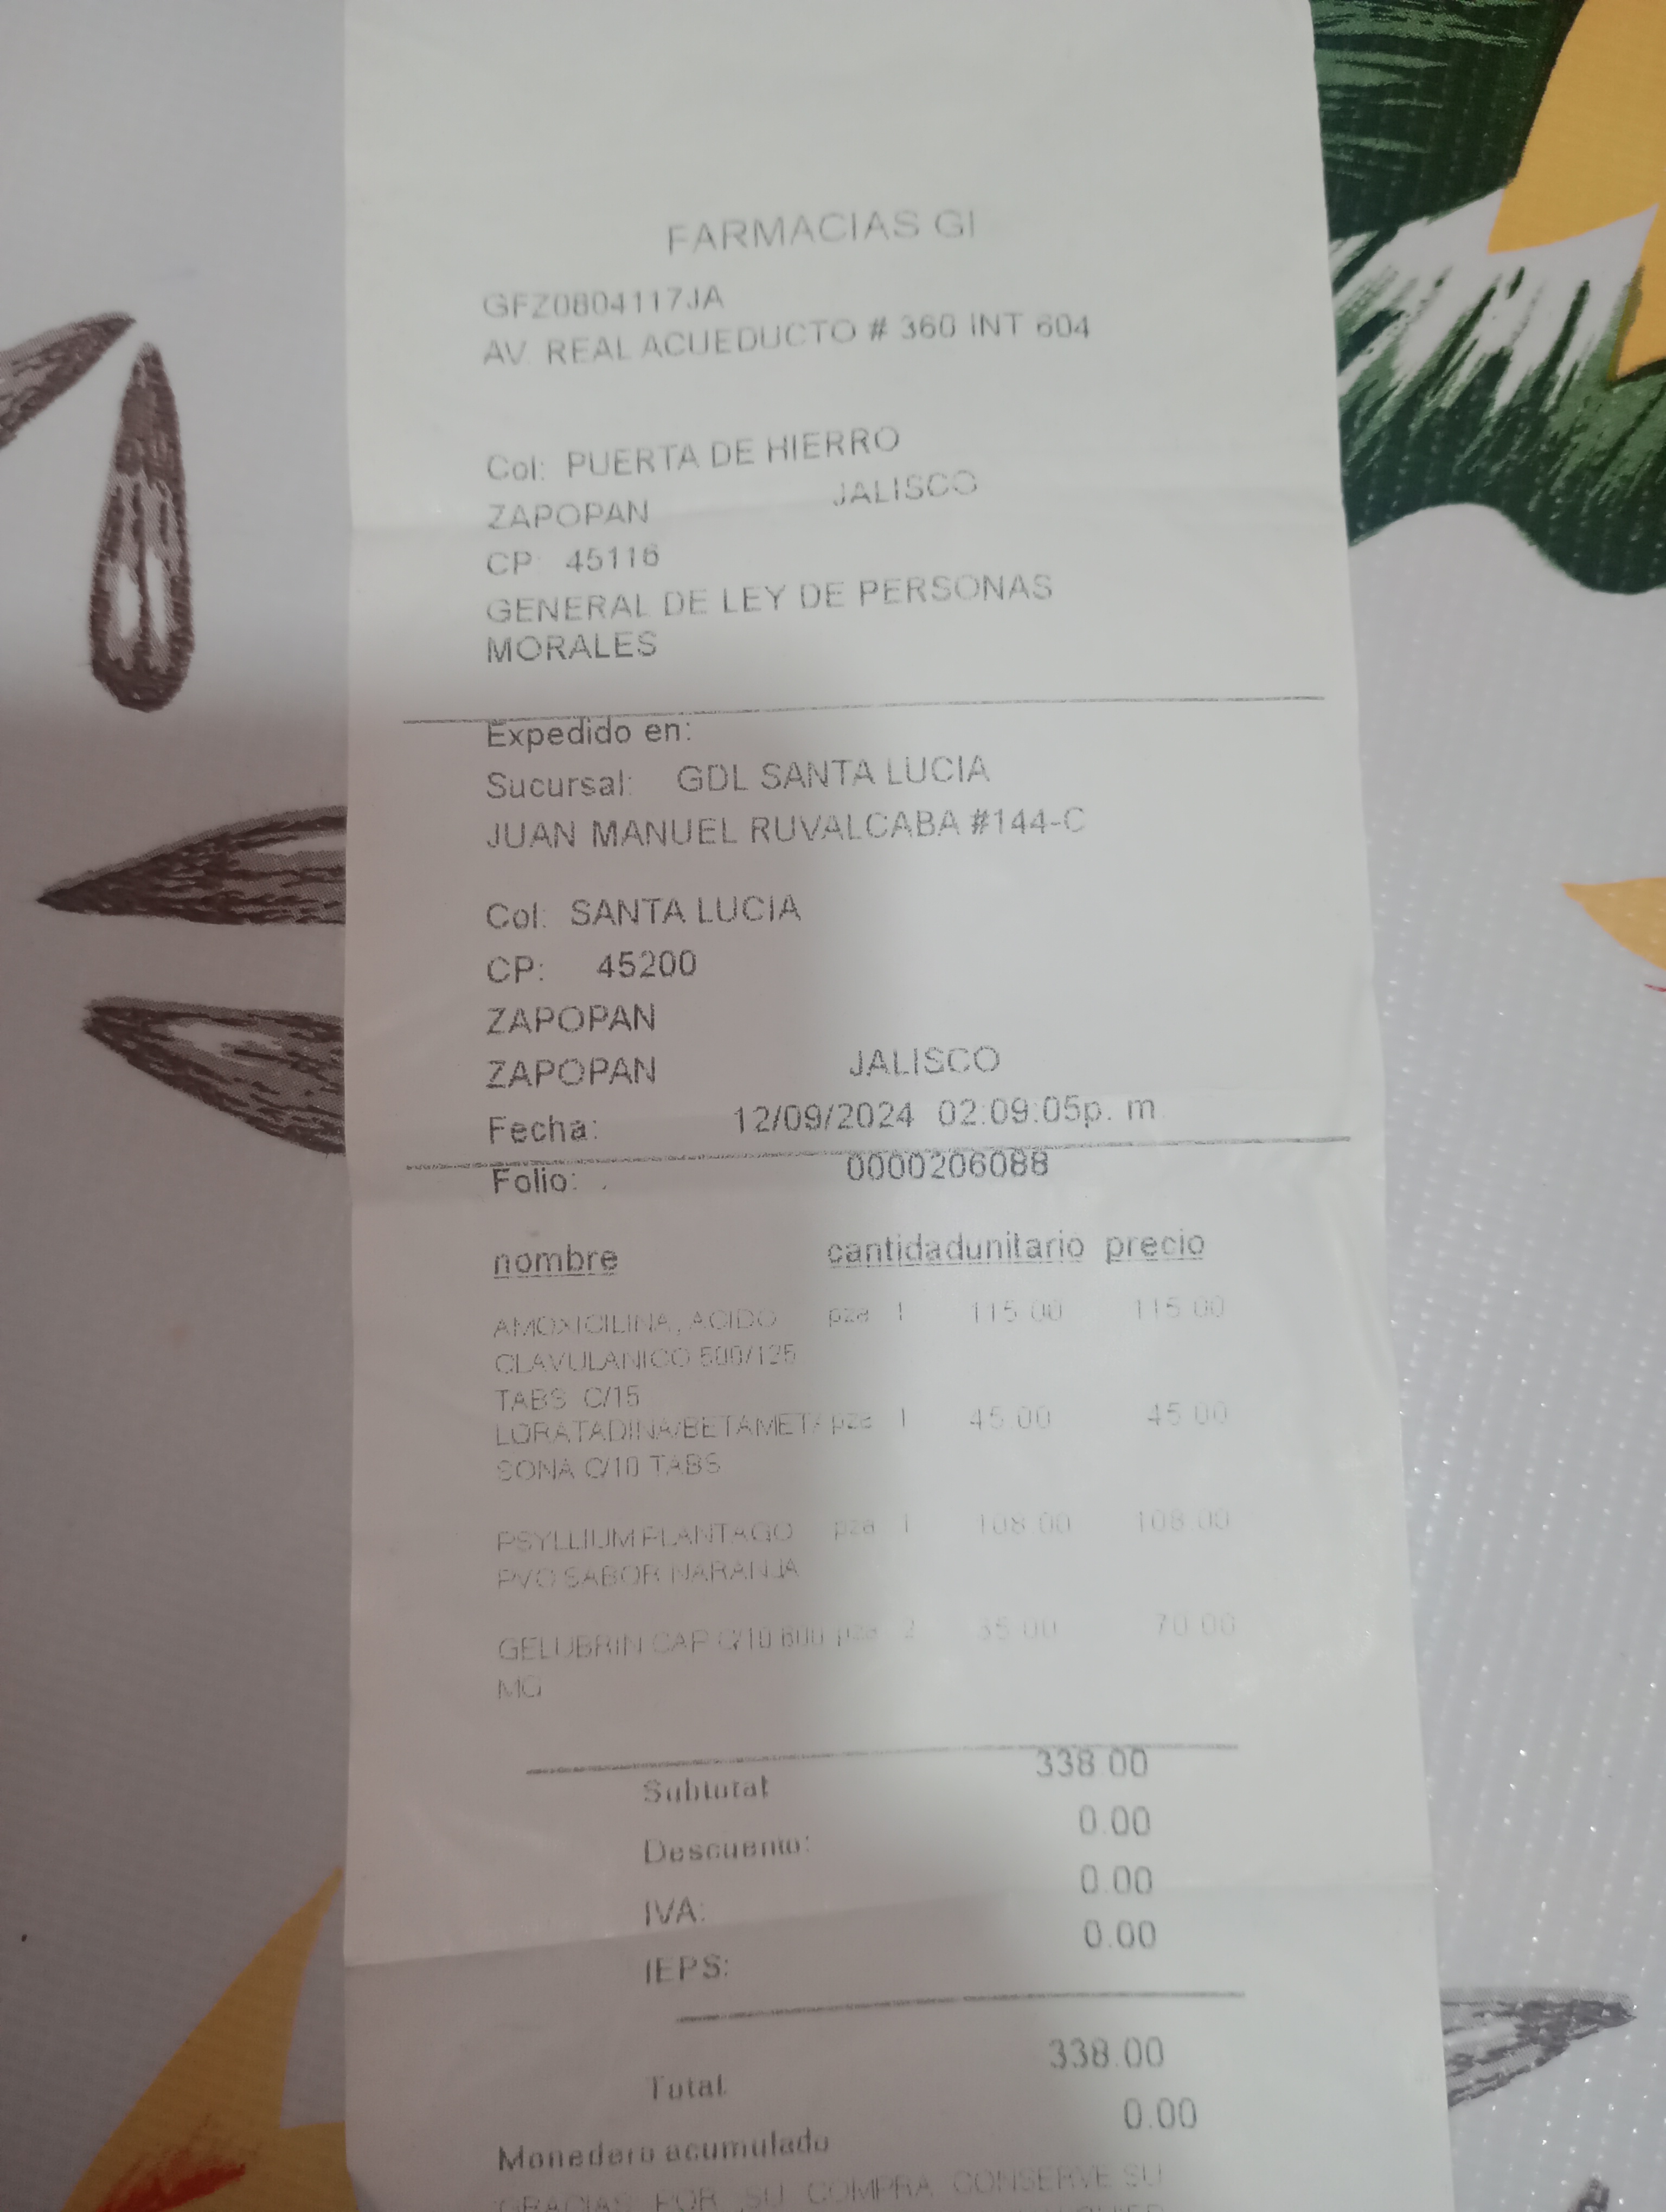 FARMACIAS GI
GFZ0804117JA
AV. REAL ACUEDUCTO # 360 INT 604
Col: PUERTA DE HIERRO
ZAPOPAN JALISCO
CP: 45116
GENERAL DE LEY DE PERSONAS
MORALES
Expedido en:
Sucursal: GDL SANTA LUCIA
JUAN MANUEL RUVALCABA #144-C
Col: SANTA LUCIA
CP: 45200
ZAPOPAN
ZAPOPAN JALISCO
Fecha: 12/09/2024 02:09:05p. m
Folio: 0000206088
nombre cantidadunitario precio
AMOXICILINA, ACIDO pza 1 115.00 115.00
CLAVULANICO 500/125
TABS C/15
LORATADINA/BETAMETA pza 1 45.00 45.00
SONA C/10 TABS
PSYLLIUM PLANTAGO pza 1 108.00 108.00
PVO SABOR NARANJA
GELUBRIN CAP C/10 600 pza 2 35.00 70.00
MG
Subtotal 338.00
Descuento: 0.00
IVA: 0.00
IEPS: 0.00
Total 338.00
Monedero acumulado 0.00
GRACIAS POR SU COMPRA CONSERVE SU